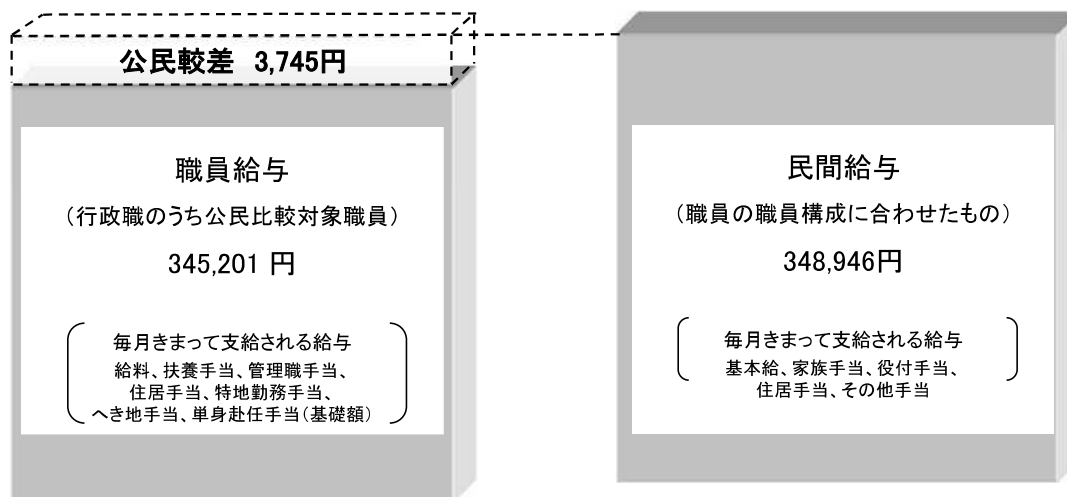 公民較差 3,745円
職員給与
（行政職のうち公民比較対象職員）
345,201 円
毎月きまって支給される給与
給料、扶養手当、管理職手当、
住居手当、特地勤務手当、
へき地手当、単身赴任手当（基礎額）
民間給与
（職員の職員構成に合わせたもの）
348,946円
毎月きまって支給される給与
基本給、家族手当、役付手当、
住居手当、その他手当